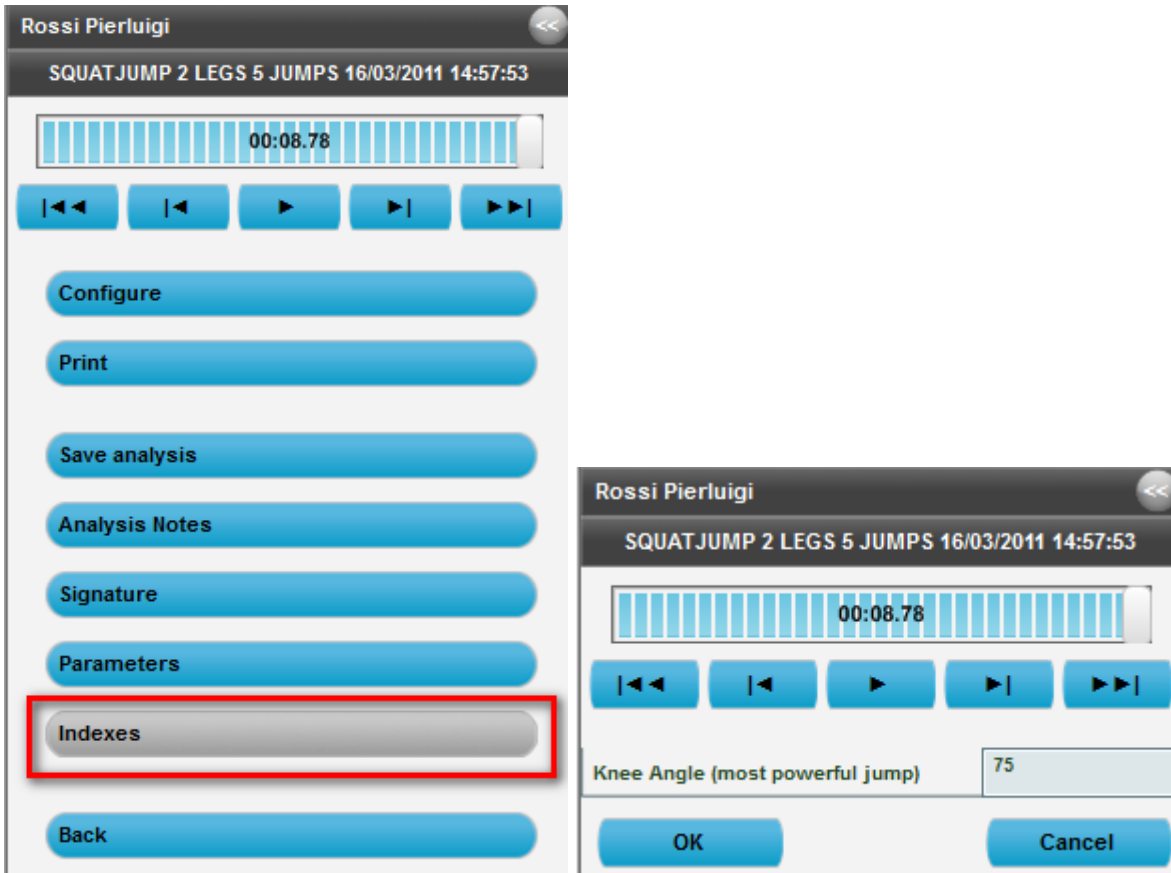 Rossi Pierluigi
<<
SQUATJUMP 2 LEGS 5 JUMPS 16/03/2011 14:57:53
00:08.78
Configure
Print
Save analysis
Analysis Notes
Signature
Parameters
Indexes
Back
Rossi Pierluigi
<<
SQUATJUMP 2 LEGS 5 JUMPS 16/03/2011 14:57:53
00:08.78
Knee Angle (most powerful jump) 75
OK Cancel